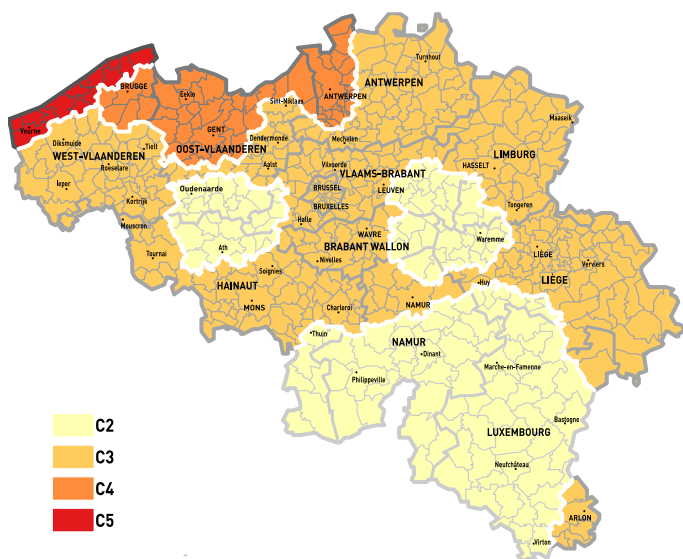 Turnhout
ANTWERPEN
BRUGGE
Eeklo
Sint-Niklaas
ANTWERPEN
Maaseik
Veurne
GENT
Diksmuide
Tielt
OOST-VLAANDEREN
Dendermonde
Mechelen
WEST-VLAANDEREN
Roeselare
Aalst
Vilvoorde
VLAAMS-BRABANT
HASSELT
LIMBURG
Ieper
Oudenaarde
BRUSSEL
LEUVEN
Kortrijk
BRUXELLES
Tongeren
Mouscron
Halle
WAVRE
Waremme
Tournai
Ath
BRABANT WALLON
LIÈGE
Verviers
Soignies
Nivelles
HAINAUT
LIÈGE
Huy
MONS
Charleroi
NAMUR
Thuin
NAMUR
Dinant
Philippeville
Marche-en-Famenne
Bastogne
LUXEMBOURG
Neufchâteau
ARLON
Virton
C2
C3
C4
C5